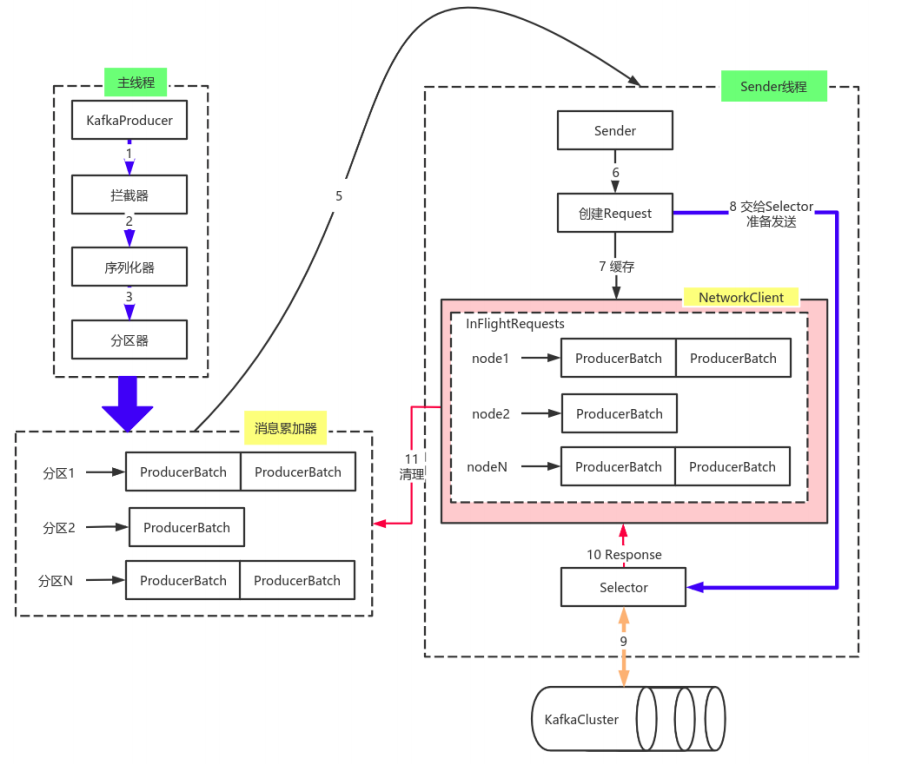 主线程
KafkaProducer
1
拦截器
2
序列化器
3
分区器
消息累加器
分区1
ProducerBatch
ProducerBatch
分区2
ProducerBatch
分区N
ProducerBatch
ProducerBatch
5
Sender线程
Sender
6
创建Request
8 交给Selector
准备发送
7 缓存
NetworkClient
InFlightRequests
node1
ProducerBatch
ProducerBatch
node2
ProducerBatch
nodeN
ProducerBatch
ProducerBatch
11
清理
10 Response
Selector
9
KafkaCluster